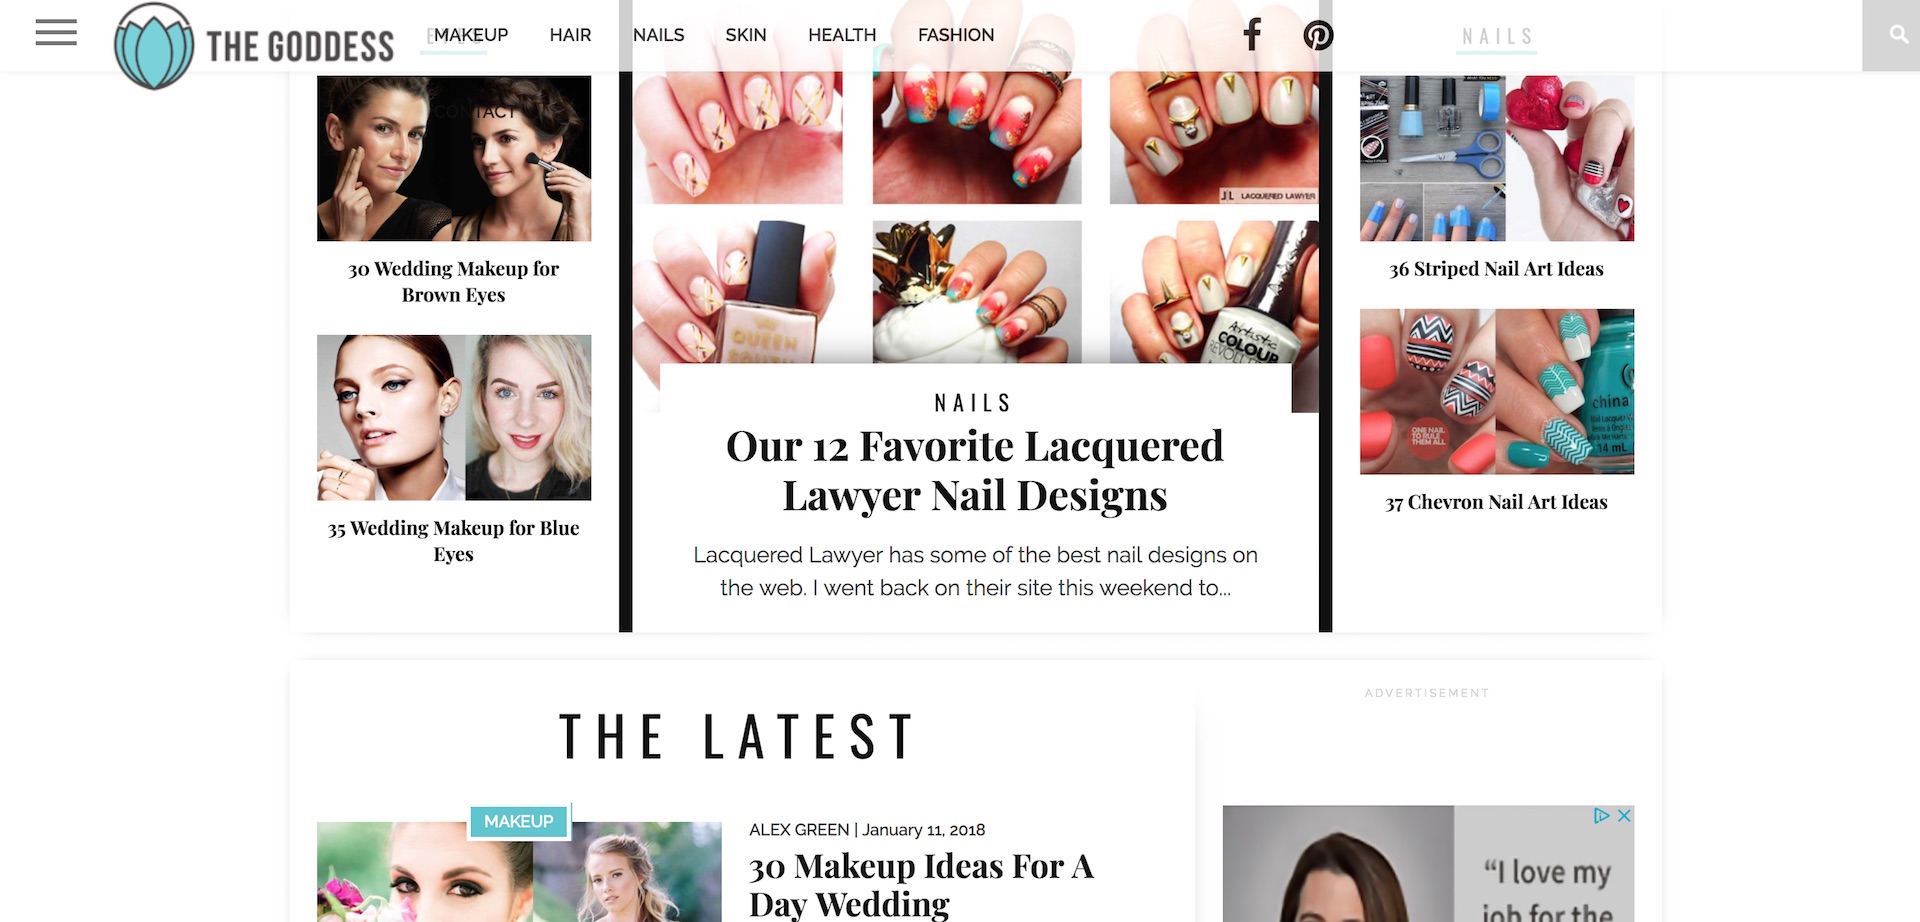 THE GODDESS
MAKEUP
HAIR
NAILS
SKIN
HEALTH
FASHION
CONTACT
NAILS
J|L LACQUERED LAWYER
30 Wedding Makeup for
Brown Eyes
35 Wedding Makeup for Blue
Eyes
QUEEN
SOUTH
Artistic
COLOUR
REVOLUT
NAILS
Our 12 Favorite Lacquered
Lawyer Nail Designs
Lacquered Lawyer has some of the best nail designs on
the web. I went back on their site this weekend to...
36 Striped Nail Art Ideas
ONE NAIL
TO RULE
THEM ALL
china
14 mL
37 Chevron Nail Art Ideas
THE LATEST
MAKEUP
ALEX GREEN | January 11, 2018
30 Makeup Ideas For A
Day Wedding
ADVERTISEMENT
“I love my
job for the